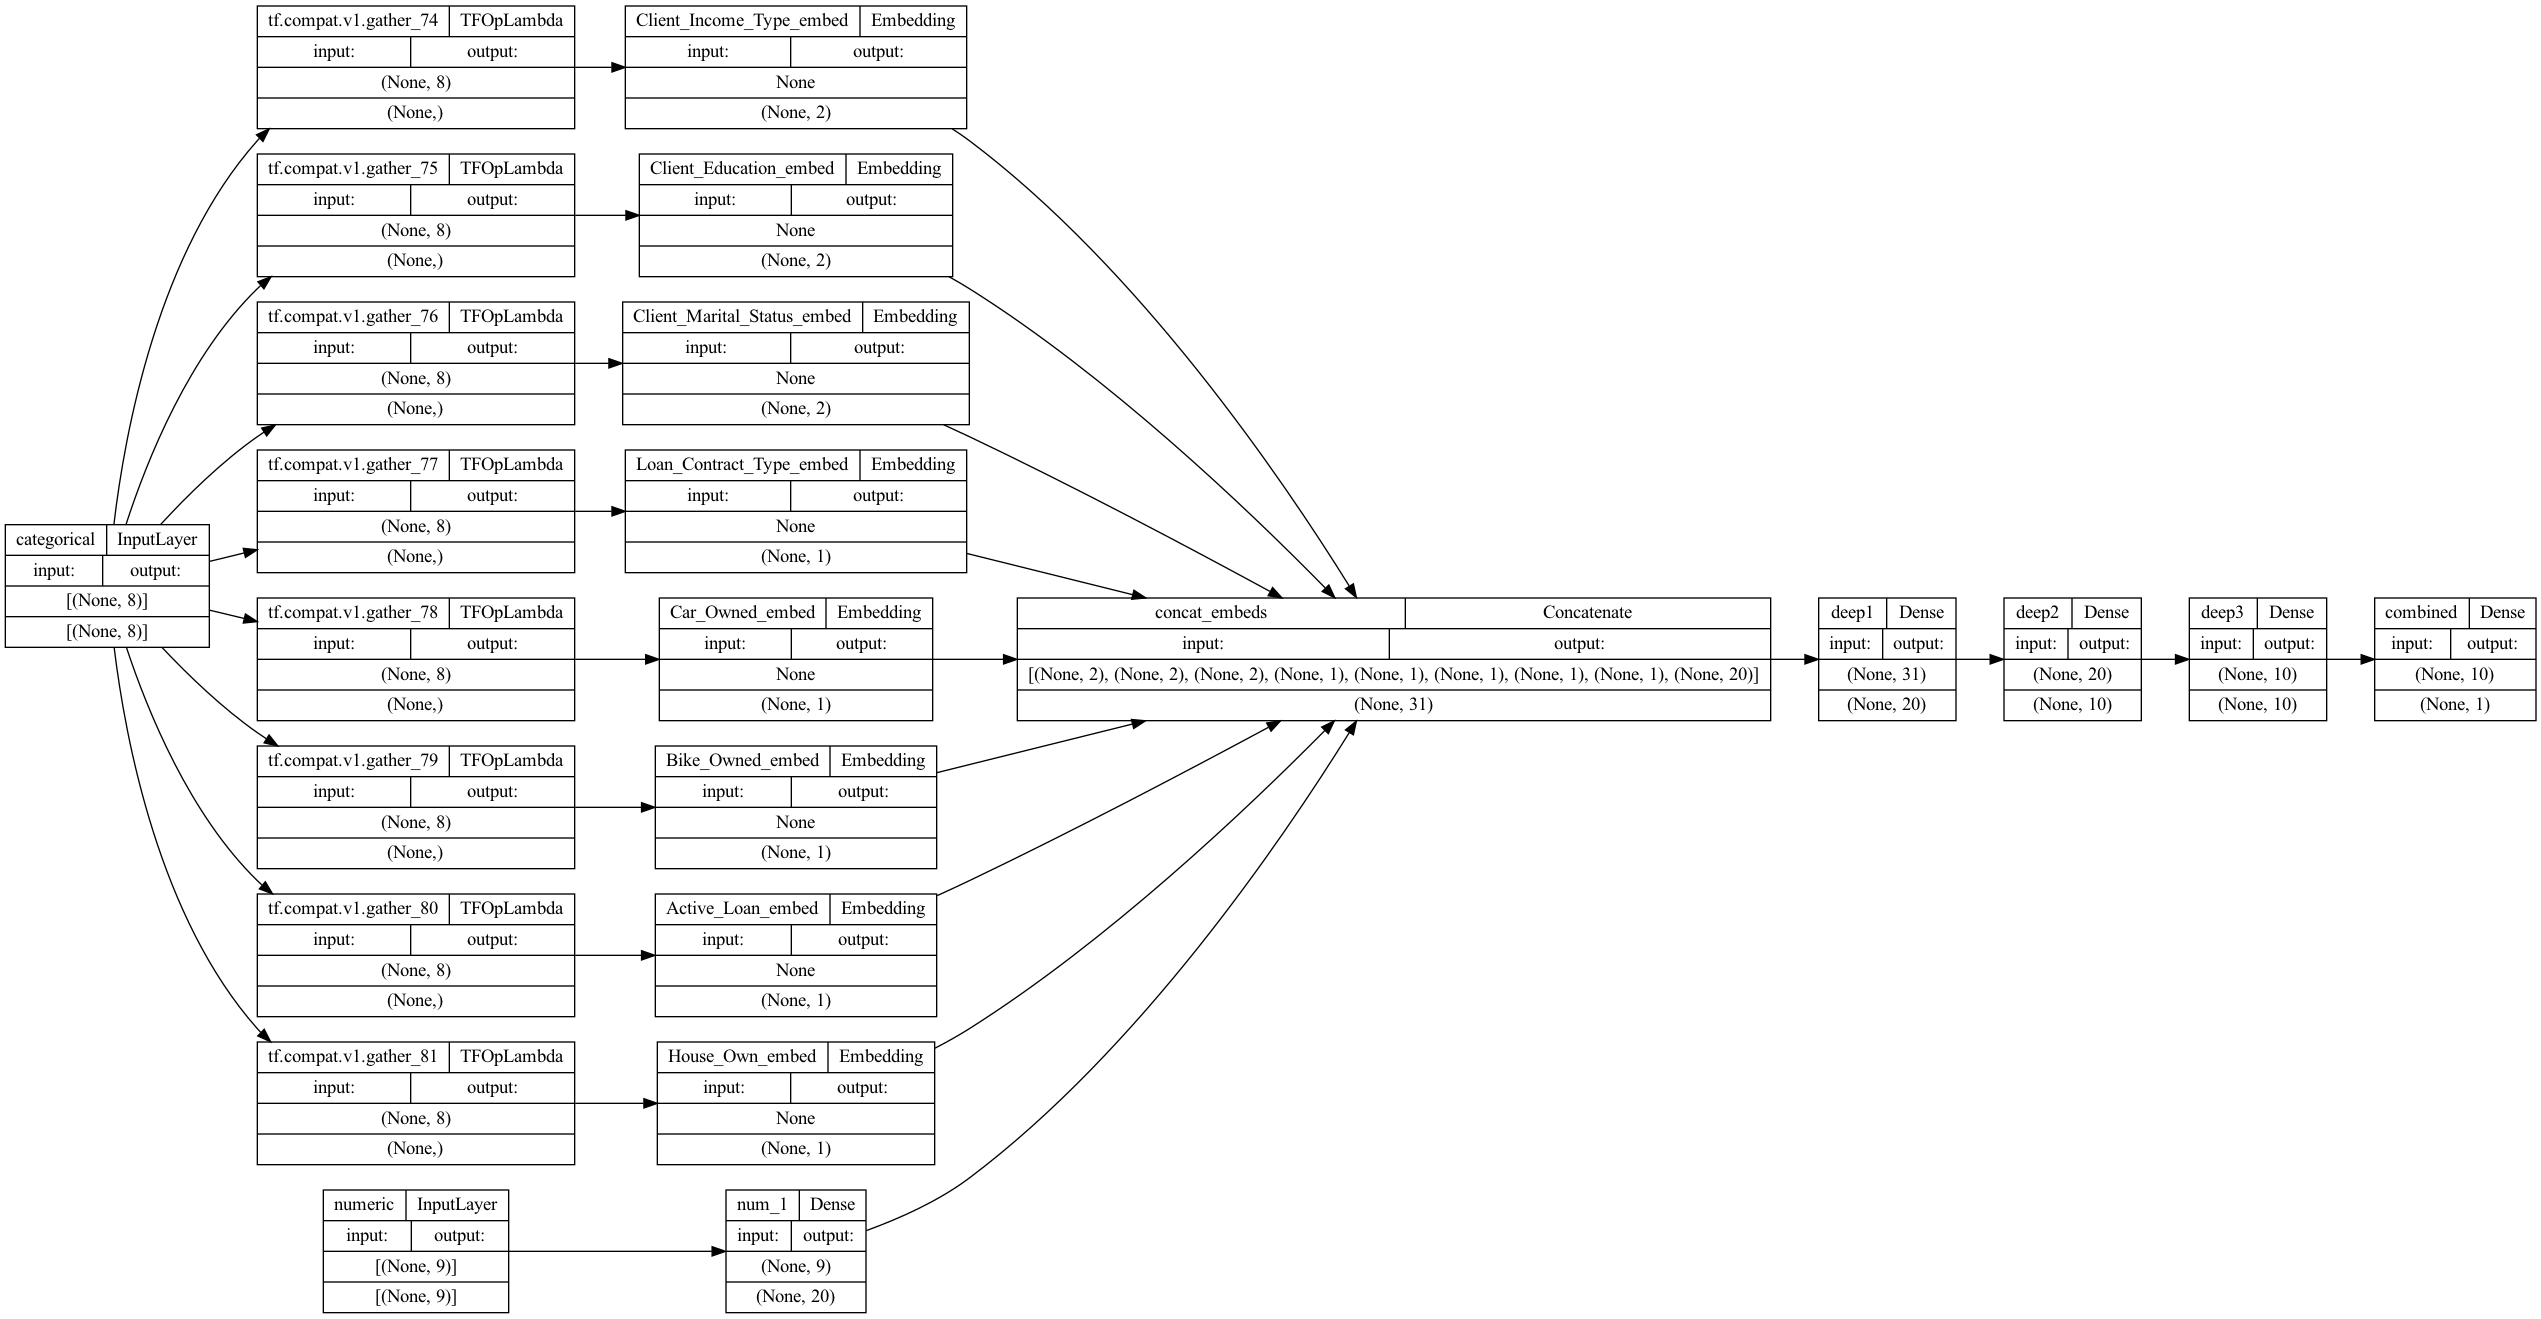 tf.compat.v1.gather_74 TFOpLambda
input: output:
(None, 8)
(None,)
Client_Income_Type_embed Embedding
input: output:
None
(None, 2)
tf.compat.v1.gather_75 TFOpLambda
input: output:
(None, 8)
(None,)
Client_Education_embed Embedding
input: output:
None
(None, 2)
tf.compat.v1.gather_76 TFOpLambda
input: output:
(None, 8)
(None,)
Client_Marital_Status_embed Embedding
input: output:
None
(None, 2)
tf.compat.v1.gather_77 TFOpLambda
input: output:
(None, 8)
(None,)
Loan_Contract_Type_embed Embedding
input: output:
None
(None, 1)
categorical InputLayer
input: output:
[(None, 8)]
[(None, 8)]
tf.compat.v1.gather_78 TFOpLambda
input: output:
(None, 8)
(None,)
Car_Owned_embed Embedding
input: output:
None
(None, 1)
concat_embeds Concatenate
input: output:
[(None, 2), (None, 2), (None, 2), (None, 1), (None, 1), (None, 1), (None, 1), (None, 1), (None, 20)]
(None, 31)
deep1 Dense
input: output:
(None, 31)
(None, 20)
deep2 Dense
input: output:
(None, 20)
(None, 10)
deep3 Dense
input: output:
(None, 10)
(None, 10)
combined Dense
input: output:
(None, 10)
(None, 1)
tf.compat.v1.gather_79 TFOpLambda
input: output:
(None, 8)
(None,)
Bike_Owned_embed Embedding
input: output:
None
(None, 1)
tf.compat.v1.gather_80 TFOpLambda
input: output:
(None, 8)
(None,)
Active_Loan_embed Embedding
input: output:
None
(None, 1)
tf.compat.v1.gather_81 TFOpLambda
input: output:
(None, 8)
(None,)
House_Own_embed Embedding
input: output:
None
(None, 1)
numeric InputLayer
input: output:
[(None, 9)]
[(None, 9)]
num_1 Dense
input: output:
(None, 9)
(None, 20)